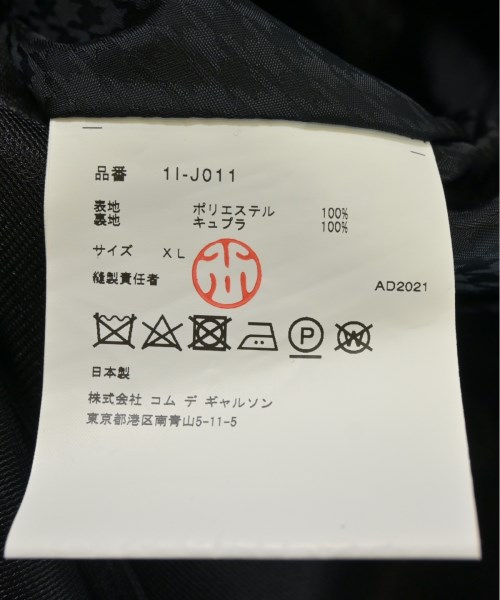 品番 1I-J011
表地 ポリエステル 100%
裏地 キュプラ 100%
サイズ XL
縫製責任者
AD2021
P
W
日本製
株式会社 コム デ ギャルソン
東京都港区南青山5-11-5